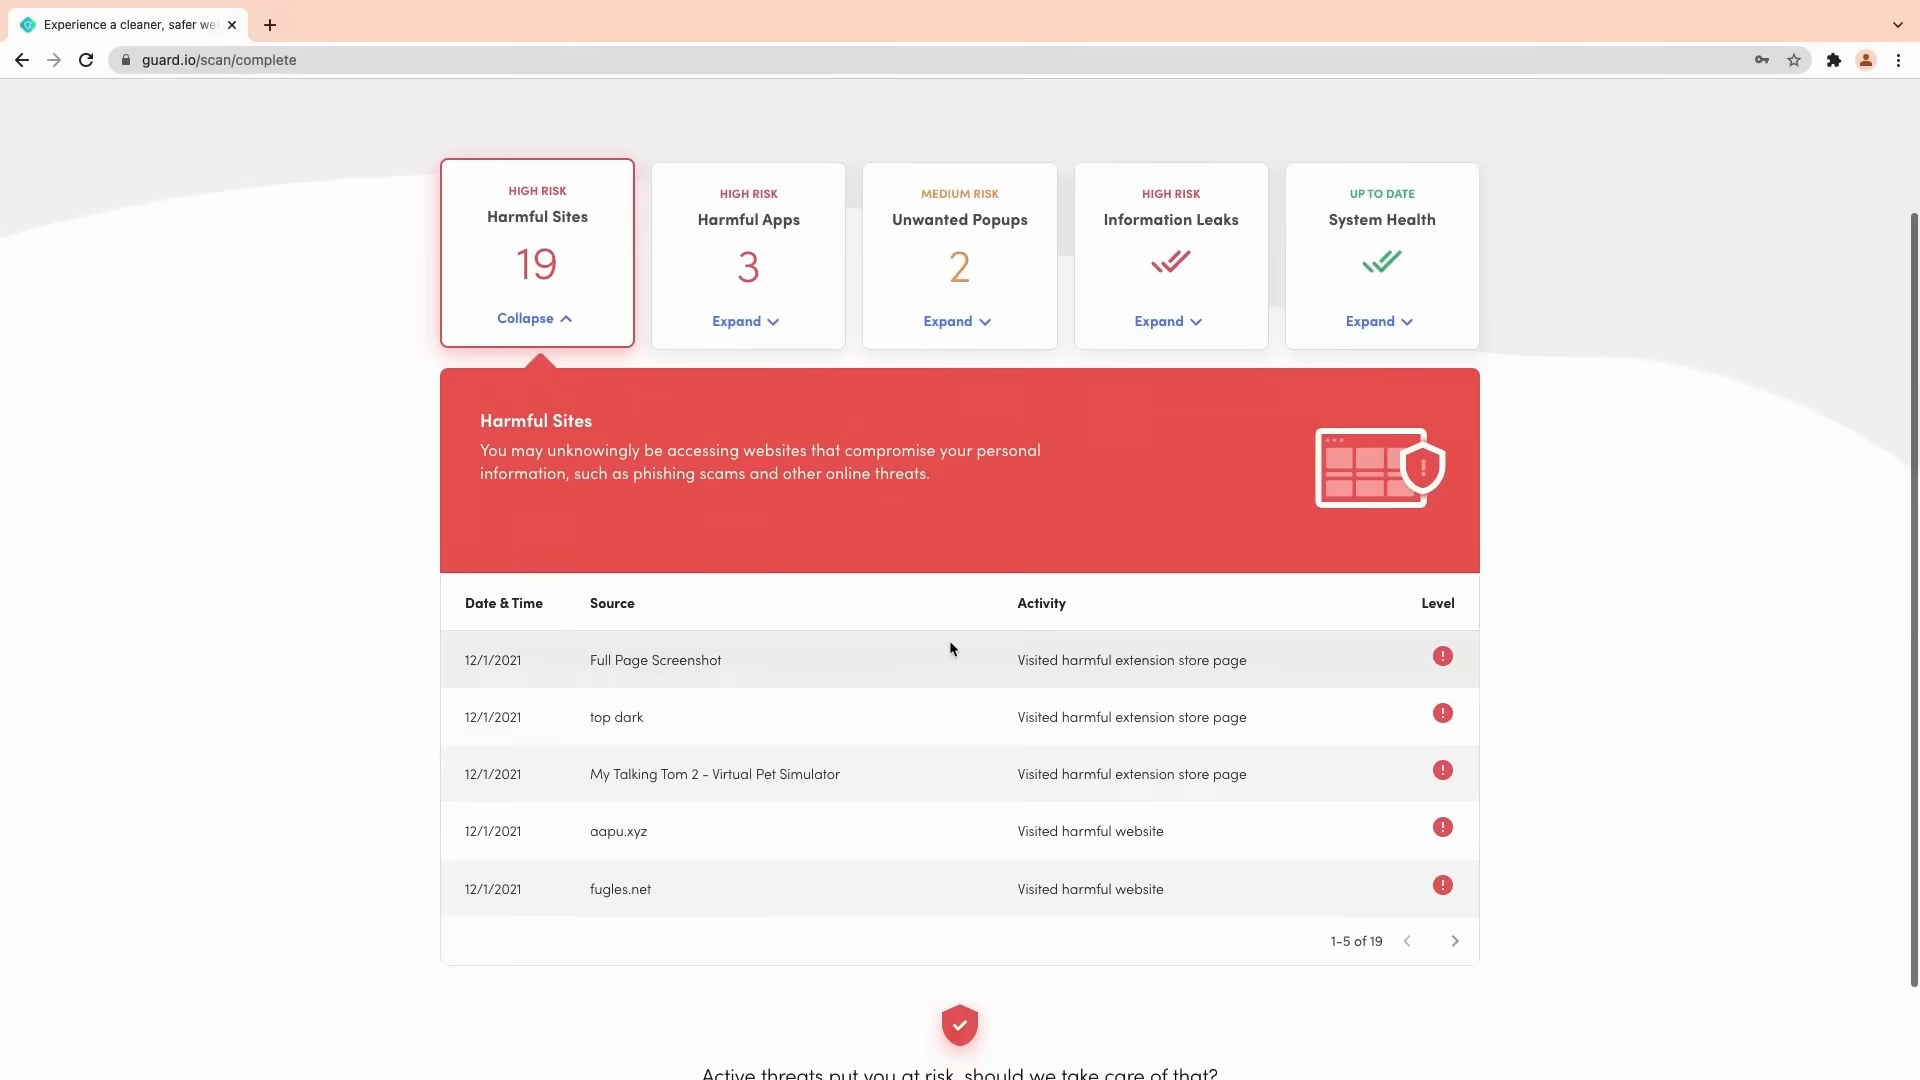 Experience a cleaner, safer we
guard.io/scan/complete
HIGH RISK
Harmful Sites
19
Collapse
HIGH RISK
Harmful Apps
3
Expand
MEDIUM RISK
Unwanted Popups
2
Expand
HIGH RISK
Information Leaks
Expand
UP TO DATE
System Health
Expand
Harmful Sites
You may unknowingly be accessing websites that compromise your personal
information, such as phishing scams and other online threats.
Date & Time Source Activity Level
12/1/2021 Full Page Screenshot Visited harmful extension store page
12/1/2021 top dark Visited harmful extension store page
12/1/2021 My Talking Tom 2 - Virtual Pet Simulator Visited harmful extension store page
12/1/2021 aapu.xyz Visited harmful website
12/1/2021 fugles.net Visited harmful website
1-5 of 19
Active threats put you at risk, should we take care of that?